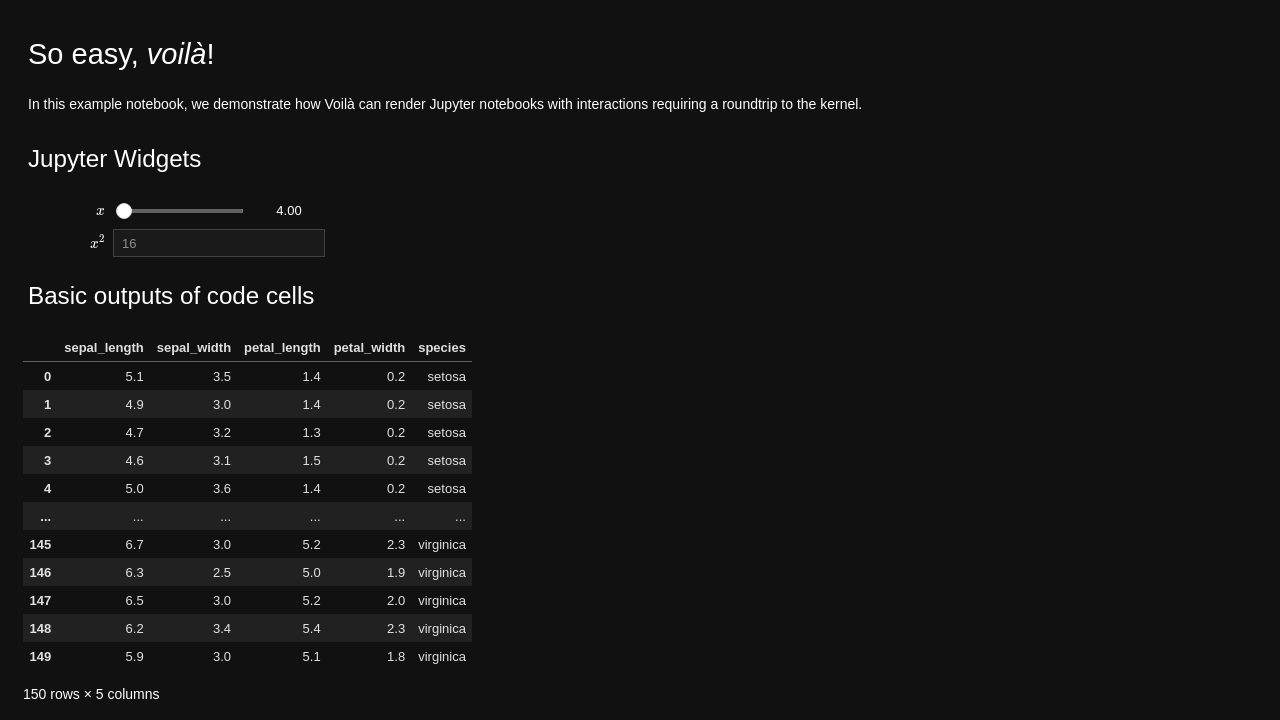 So easy, voilà!
In this example notebook, we demonstrate how Voilà can render Jupyter notebooks with interactions requiring a roundtrip to the kernel.
Jupyter Widgets
x 4.00
x² 16
Basic outputs of code cells
sepal_length sepal_width petal_length petal_width species
0 5.1 3.5 1.4 0.2 setosa
1 4.9 3.0 1.4 0.2 setosa
2 4.7 3.2 1.3 0.2 setosa
3 4.6 3.1 1.5 0.2 setosa
4 5.0 3.6 1.4 0.2 setosa
... ... ... ... ... ...
145 6.7 3.0 5.2 2.3 virginica
146 6.3 2.5 5.0 1.9 virginica
147 6.5 3.0 5.2 2.0 virginica
148 6.2 3.4 5.4 2.3 virginica
149 5.9 3.0 5.1 1.8 virginica
150 rows × 5 columns